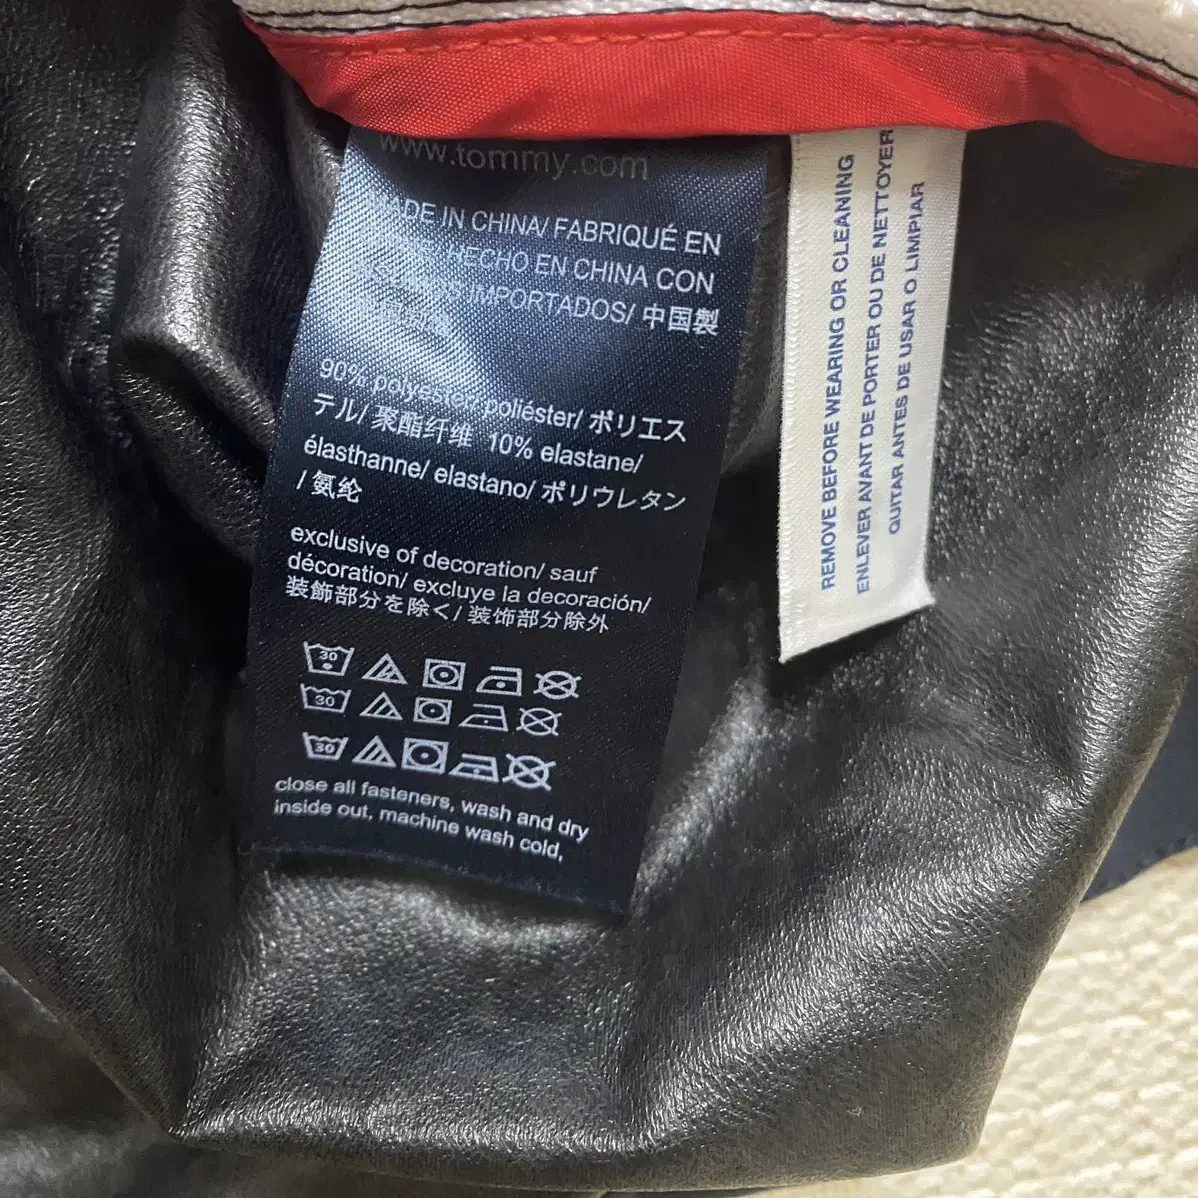 www.tommy.com
MADE IN CHINA/ FABRIQUÉ EN
HECHO EN CHINA CON
IMPORTADOS/ 中国製
90% polyester/ poliéster/ ポリエス
テル/ 聚酯纤维 10% elastane/
élasthanne/ elastano/ ポリウレタン
/ 氨纶
exclusive of decoration/ sauf
décoration/ excluye la decoración/
装飾部分を除く/ 装饰部分除外
30
30
30
close all fasteners, wash and dry
inside out, machine wash cold,
REMOVE BEFORE WEARING OR CLEANING
ENLEVER AVANT DE PORTER OU DE NETTOYER
QUITAR ANTES DE USAR O LIMPIAR